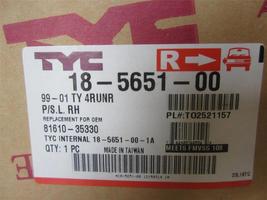 TYC
R
18-5651-00
99-01 TY 4RUNR
PL#:TO2521157
P/S.L. RH
REPLACEMENT FOR OEM
81610-35330
TYC INTERNAL 18-5651-00-1A
QTY: 1 PC
MADE IN TAIWAN
MEETS FMVSS 108